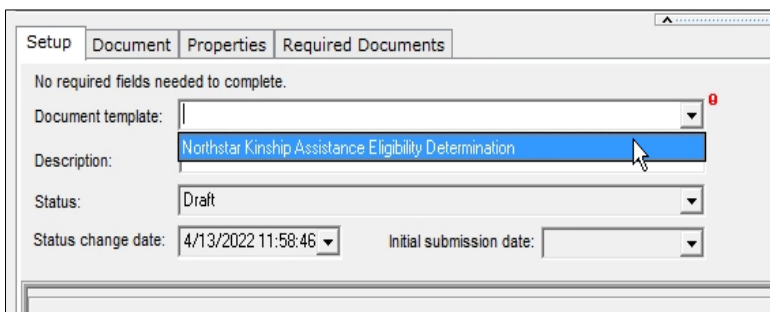 Setup Document Properties Required Documents
No required fields needed to complete.
Document template:
Northstar Kinship Assistance Eligibility Determination
Description:
Status: Draft
Status change date: 4/13/2022 11:58:46 Initial submission date: